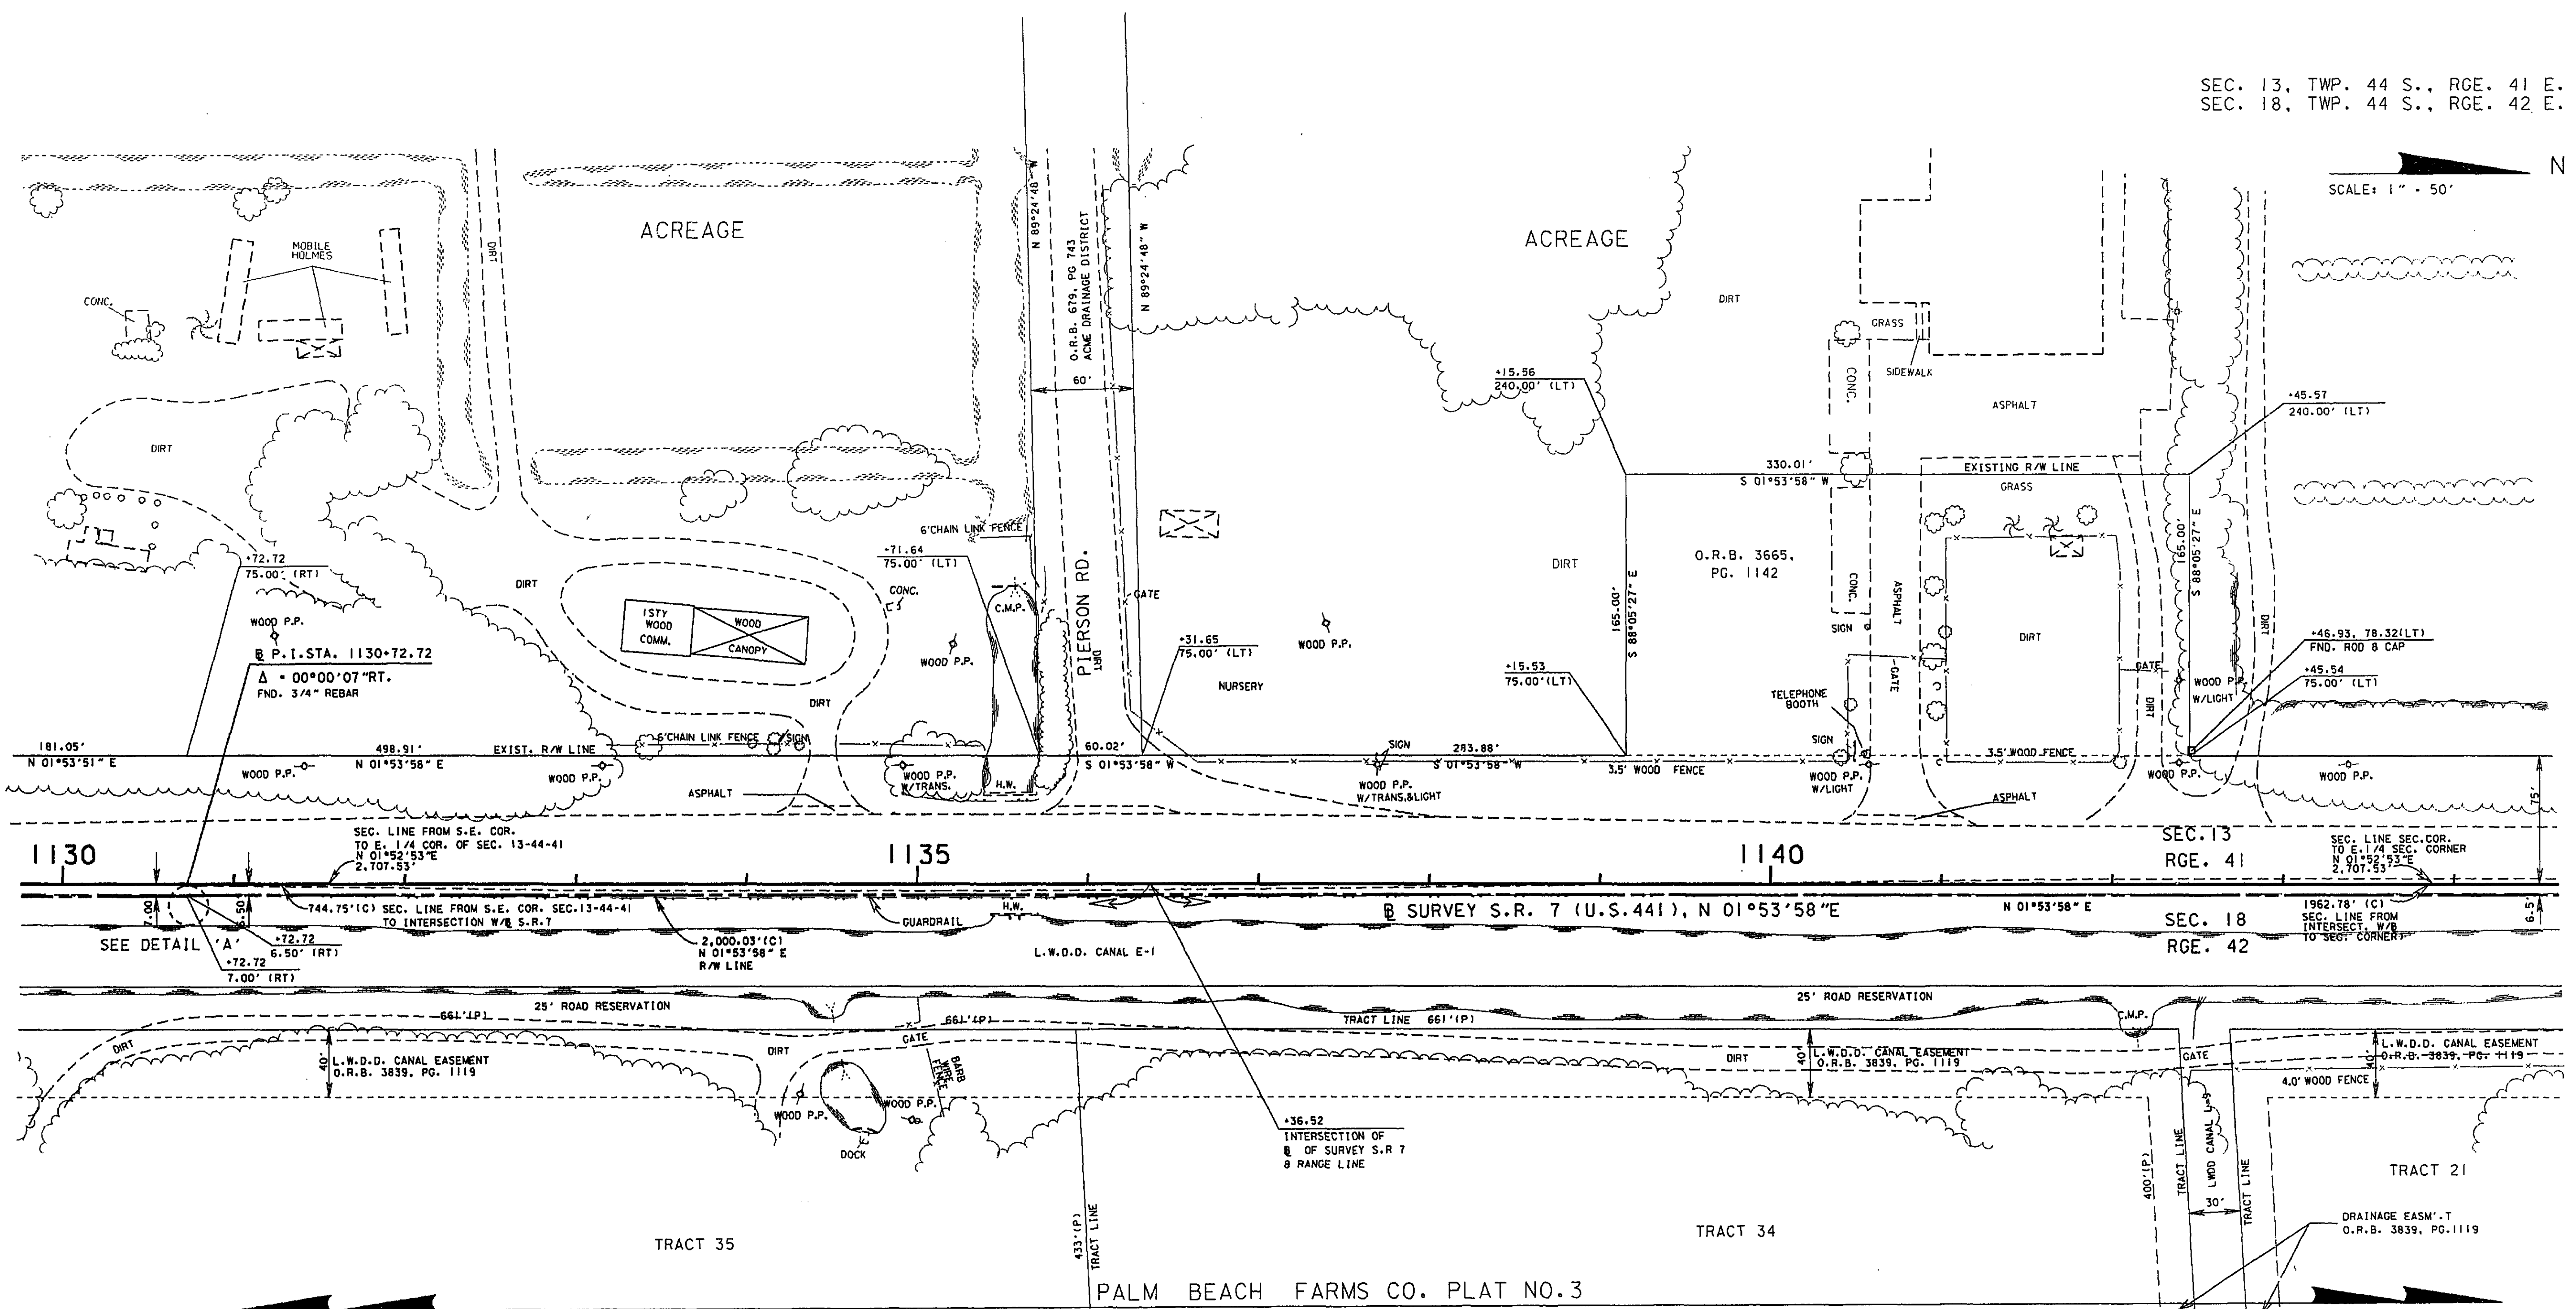 SEC. 13, TWP. 44 S., RGE. 41 E.
SEC. 18, TWP. 44 S., RGE. 42 E.
N
SCALE: 1" = 50'
ACREAGE
ACREAGE
MOBILE
HOLMES
CONC.
DIRT
DIRT
N 89°24'48" W
O.R.B. 679, PG 743
ACME DRAINAGE DISTRICT
N 89°24'48" W
60'
DIRT
GRASS
SIDEWALK
CONC.
ASPHALT
+15.56
240.00' (LT)
+45.57
240.00' (LT)
330.01'
S 01°53'58" W
EXISTING R/W LINE
GRASS
6' CHAIN LINK FENCE
+71.64
75.00' (LT)
+72.72
75.00' (RT)
DIRT
CONC.
C.M.P.
GATE
PIERSON RD.
DIRT
1STY
WOOD
COMM.
WOOD
CANOPY
WOOD P.P.
WOOD P.P.
WOOD P.P.
DIRT
165.00'
S 88°05'27" E
O.R.B. 3665,
PG. 1142
CONC.
ASPHALT
SIGN
GATE
DIRT
165.00'
S 88°05'27" E
DIRT
+46.93, 78.32(LT)
FND. ROD & CAP
+45.54
75.00' (LT)
B P.I.STA. 1130+72.72
Δ = 00°00'07"RT.
FND. 3/4" REBAR
+31.65
75.00' (LT)
+15.53
75.00'(LT)
NURSERY
DIRT
TELEPHONE
BOOTH
GATE
WOOD P.P.
W/LIGHT
DIRT
181.05'
N 01°53'51" E
498.91'
N 01°53'58" E
EXIST. R/W LINE
6'CHAIN LINK FENCE
SIGN
60.02'
S 01°53'58" W
SIGN
283.88'
S 01°53'58" W
3.5' WOOD FENCE
SIGN
3.5' WOOD FENCE
WOOD P.P.
WOOD P.P.
WOOD P.P.
W/TRANS.
H.W.
WOOD P.P.
W/TRANS.&LIGHT
WOOD P.P.
W/LIGHT
WOOD P.P.
WOOD P.P.
ASPHALT
ASPHALT
75'
SEC. LINE FROM S.E. COR.
TO E. 1/4 COR. OF SEC. 13-44-41
N 01°52'53"E
2,707.53'
1130
1135
1140
SEC.13
RGE. 41
SEC. LINE SEC.COR.
TO E.1/4 SEC. CORNER
N 01°52'53"E
2,707.53'
7.00
6.50
744.75'(C) SEC. LINE FROM S.E. COR. SEC.13-44-41
TO INTERSECTION W/B S.R.7
GUARDRAIL
H.W.
B SURVEY S.R. 7 (U.S.441), N 01°53'58"E
N 01°53'58" E
SEC. 18
RGE. 42
1962.78' (C)
SEC. LINE FROM
INTERSECT. W/B
TO SEC. CORNER
6.5'
SEE DETAIL 'A'
+72.72
6.50' (RT)
+72.72
7.00' (RT)
2,000.03'(C)
N 01°53'58" E
R/W LINE
L.W.D.D. CANAL E-1
25' ROAD RESERVATION
25' ROAD RESERVATION
661'(P)
661'(P)
TRACT LINE 661'(P)
C.M.P.
DIRT
40'
L.W.D.D. CANAL EASEMENT
O.R.B. 3839, PG. 1119
DIRT
GATE
BARB
WIRE
FENCE
DIRT
40'
L.W.D.D. CANAL EASEMENT
O.R.B. 3839, PG. 1119
GATE
40'
L.W.D.D. CANAL EASEMENT
O.R.B. 3839, PG. 1119
4.0' WOOD FENCE
WOOD P.P.
WOOD P.P.
DOCK
+36.52
INTERSECTION OF
B OF SURVEY S.R 7
& RANGE LINE
400'(P)
TRACT LINE
LWDD CANAL L-9
30'
TRACT LINE
TRACT 21
DRAINAGE EASM'.T
O.R.B. 3839, PG.1119
TRACT 35
433'(P)
TRACT LINE
TRACT 34
PALM BEACH FARMS CO. PLAT NO.3